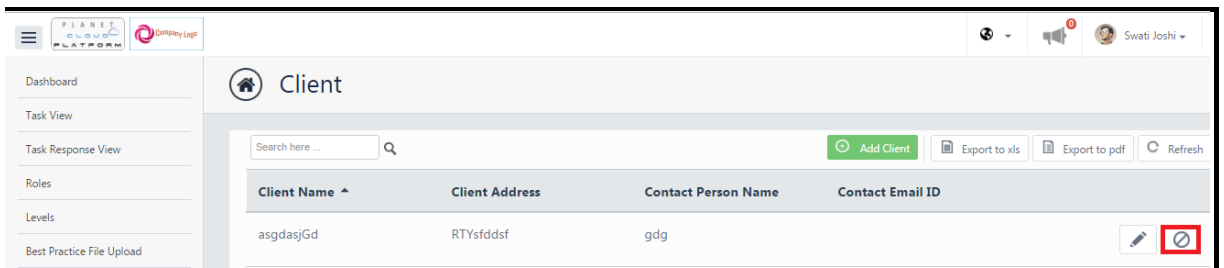 PLANET
CLOUD
PLATFORM
Company Logo
0
Swati Joshi
Dashboard
Client
Task View
Task Response View
Search here ...
Add Client
Export to xls
Export to pdf
Refresh
Roles
Client Name
Client Address
Contact Person Name
Contact Email ID
Levels
asgdasjGd
RTYsfddsf
gdg
Best Practice File Upload